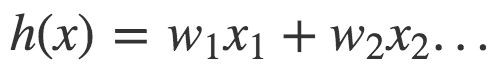 h(x) = w₁x₁ + w₂x₂...